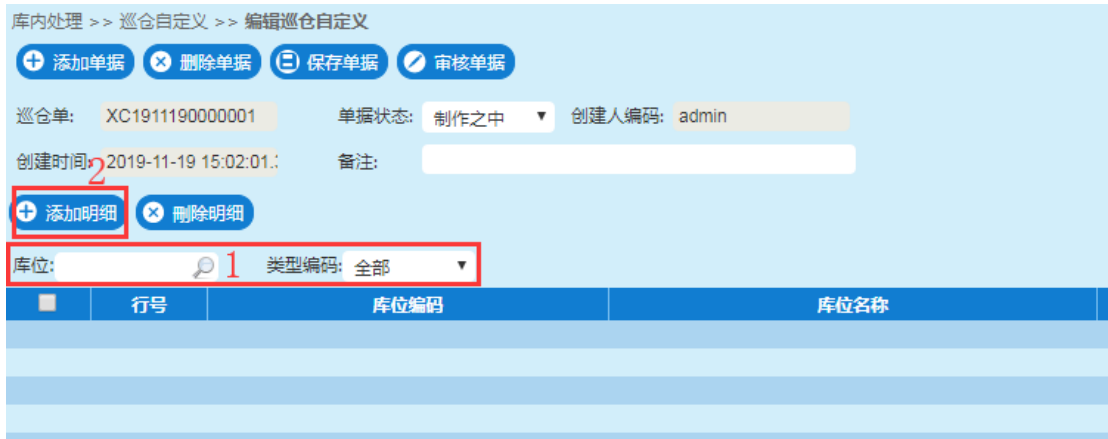 库内处理 >> 巡仓自定义 >> 编辑巡仓自定义
添加单据 删除单据 保存单据 审核单据
巡仓单: XC1911190000001 单据状态: 制作之中 创建人编码: admin
创建时间: 2019-11-19 15:02:01. 备注:
2
添加明细 刪除明细
库位: 1 类型编码: 全部
行号 库位编码 库位名称